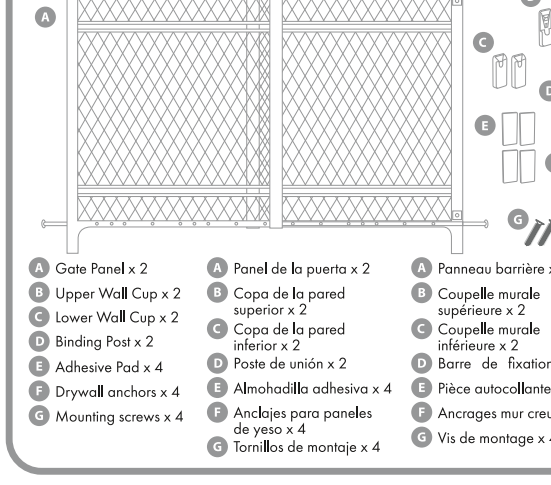 A
C
D
E
G
A Gate Panel x 2
B Upper Wall Cup x 2
C Lower Wall Cup x 2
D Binding Post x 2
E Adhesive Pad x 4
F Drywall anchors x 4
G Mounting screws x 4
A Panel de la puerta x 2
B Copa de la pared
superior x 2
C Copa de la pared
inferior x 2
D Poste de unión x 2
E Almohadilla adhesiva x 4
F Anclajes para paneles
de yeso x 4
G Tornillos de montaje x 4
A Panneau barrière x
B Coupelle murale
supérieure x 2
C Coupelle murale
inférieure x 2
D Barre de fixation
E Pièce autocollante
F Ancrages mur creu
G Vis de montage x 4